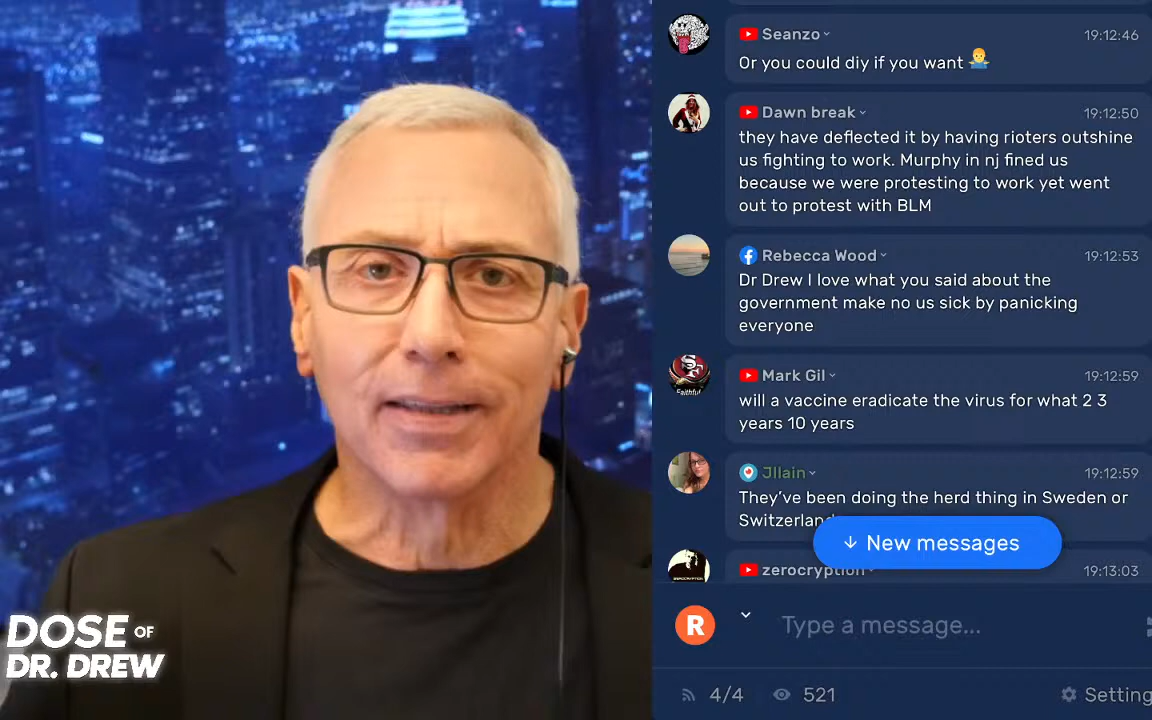 DOSE OF
DR. DREW
Seanzo 19:12:46
Or you could diy if you want
Dawn break 19:12:50
they have deflected it by having rioters outshine
us fighting to work. Murphy in nj fined us
because we were protesting to work yet went
out to protest with BLM
Rebecca Wood 19:12:53
Dr Drew I love what you said about the
government make no us sick by panicking
everyone
SF
Faithful
Mark Gil 19:12:59
will a vaccine eradicate the virus for what 2 3
years 10 years
Jllain 19:12:59
They've been doing the herd thing in Sweden or
Switzerland
New messages
zerocryption 19:13:03
R
Type a message...
4/4 521 Setting